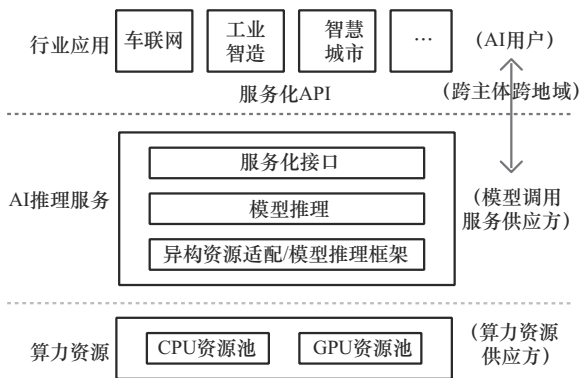 行业应用
车联网
工业
智造
智慧
城市
…
(AI用户)
服务化API
(跨主体跨地域)
AI推理服务
服务化接口
模型推理
异构资源适配/模型推理框架
(模型调用
服务供应方)
算力资源
CPU资源池
GPU资源池
(算力资源
供应方)